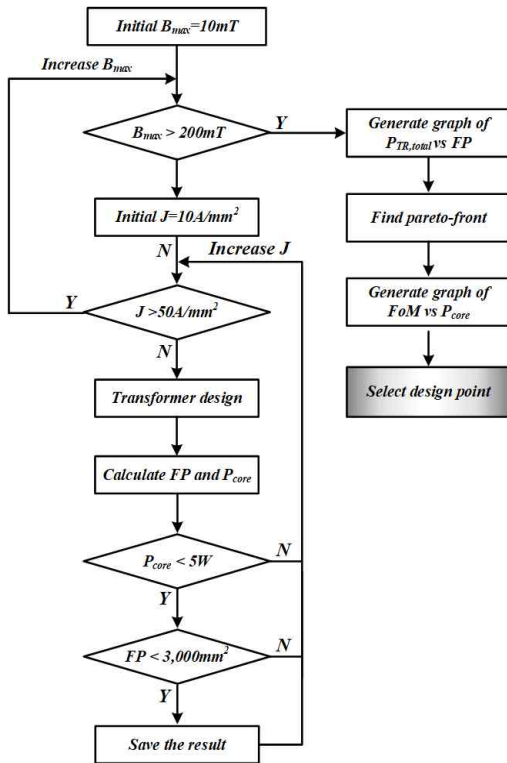 Initial B_max=10mT
Increase B_max
B_max > 200mT
Y
Initial J=10A/mm²
N
Increase J
Y
J >50A/mm²
N
Transformer design
Calculate FP and P_core
P_core < 5W
N
Y
FP < 3,000mm²
N
Y
Save the result
Generate graph of
P_TR,total vs FP
Find pareto-front
Generate graph of
FoM vs P_core
Select design point